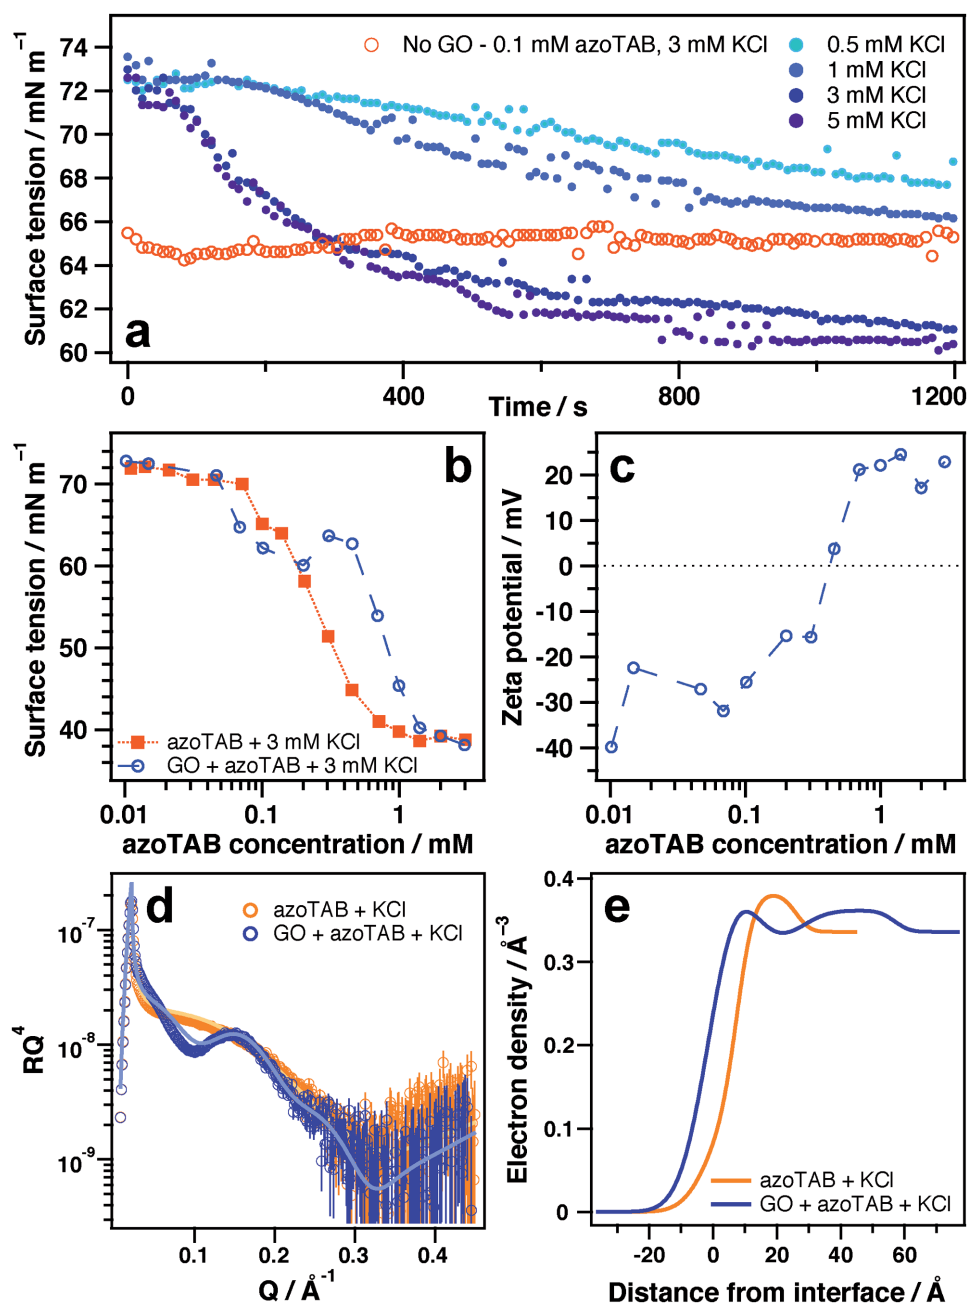 No GO - 0.1 mM azoTAB, 3 mM KCl
0.5 mM KCl
1 mM KCl
3 mM KCl
5 mM KCl
Surface tension / mN m⁻¹
74
72
70
68
66
64
62
60
a
0
400
800
1200
Time / s
b
Surface tension / mN m⁻¹
70
60
50
40
azoTAB + 3 mM KCl
GO + azoTAB + 3 mM KCl
0.01
0.1
1
azoTAB concentration / mM
c
Zeta potential / mV
20
10
0
-10
-20
-30
-40
0.01
0.1
1
azoTAB concentration / mM
d
azoTAB + KCl
GO + azoTAB + KCl
RQ⁴
10⁻⁷
10⁻⁸
10⁻⁹
0.1
0.2
0.3
0.4
Q / Å⁻¹
e
Electron density / Å⁻³
0.4
0.3
0.2
0.1
0
azoTAB + KCl
GO + azoTAB + KCl
-20
0
20
40
60
Distance from interface / Å